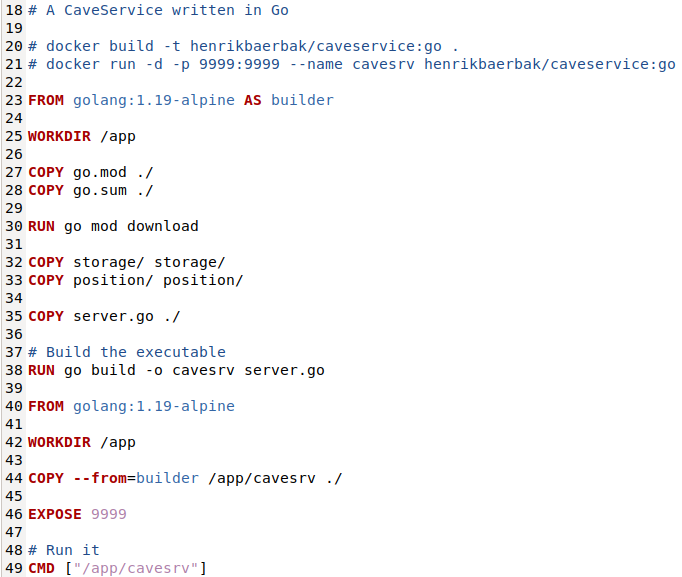 18 # A CaveService written in Go
19
20 # docker build -t henrikbaerbak/caveservice:go .
21 # docker run -d -p 9999:9999 --name cavesrv henrikbaerbak/caveservice:go
22
23 FROM golang:1.19-alpine AS builder
24
25 WORKDIR /app
26
27 COPY go.mod ./
28 COPY go.sum ./
29
30 RUN go mod download
31
32 COPY storage/ storage/
33 COPY position/ position/
34
35 COPY server.go ./
36
37 # Build the executable
38 RUN go build -o cavesrv server.go
39
40 FROM golang:1.19-alpine
41
42 WORKDIR /app
43
44 COPY --from=builder /app/cavesrv ./
45
46 EXPOSE 9999
47
48 # Run it
49 CMD ["/app/cavesrv"]